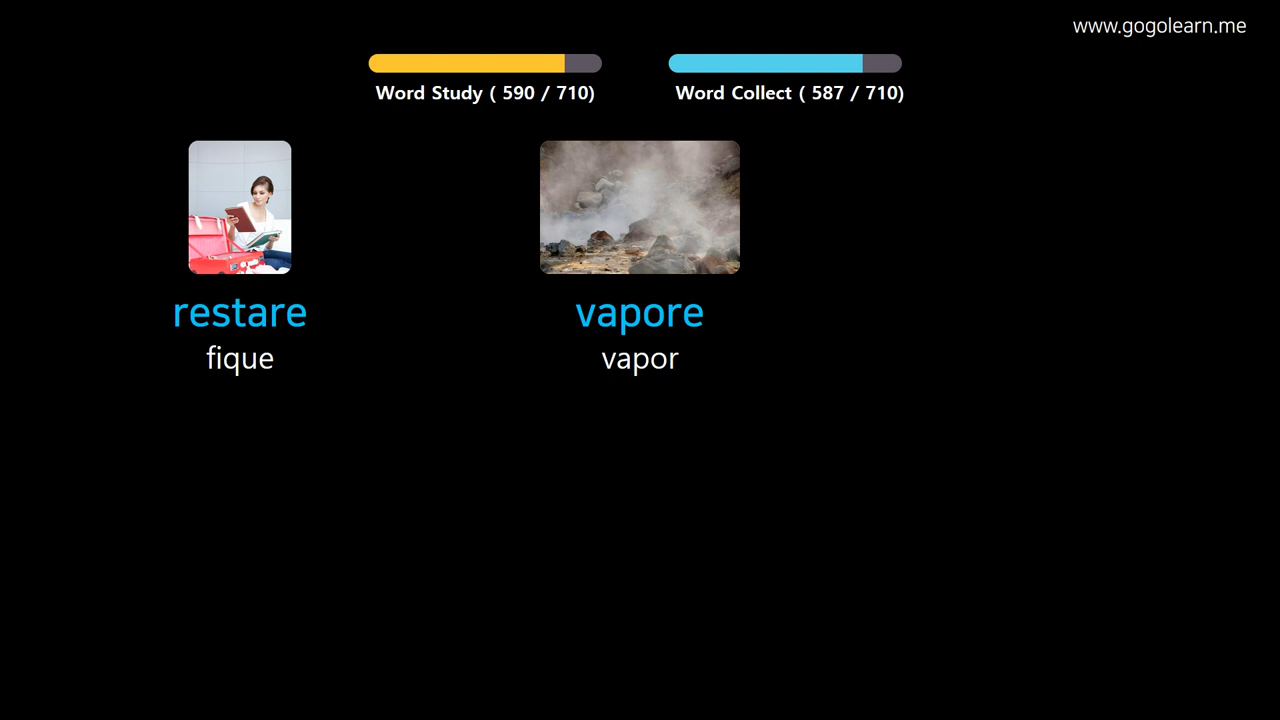 www.gogolearn.me
Word Study ( 590 / 710)
Word Collect ( 587 / 710)
restare
fique
vapore
vapor